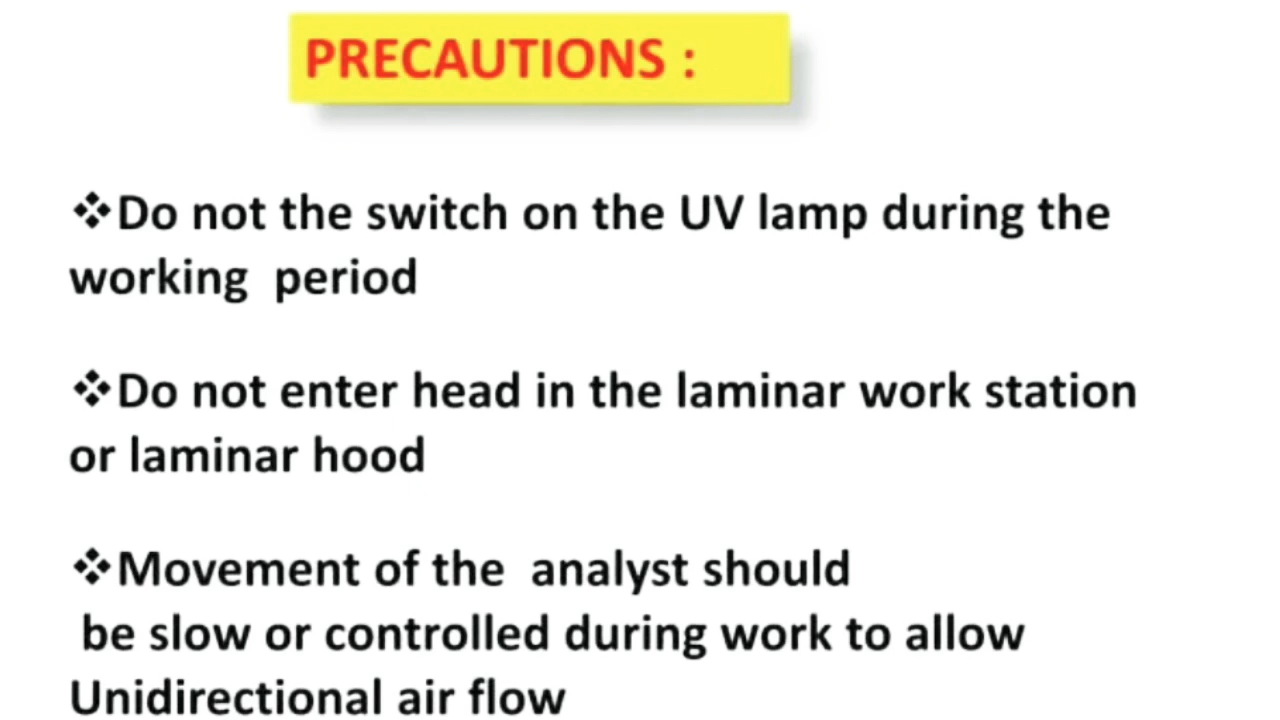 PRECAUTIONS :
❖Do not the switch on the UV lamp during the
working period
❖Do not enter head in the laminar work station
or laminar hood
❖Movement of the analyst should
be slow or controlled during work to allow
Unidirectional air flow